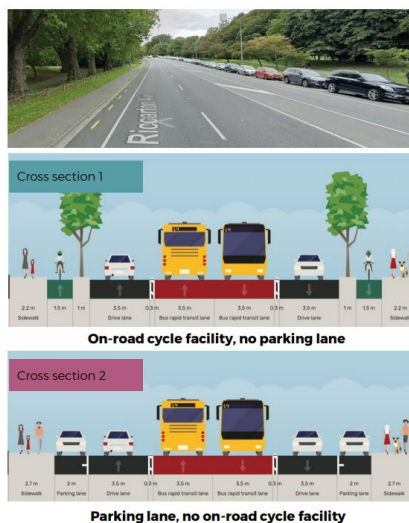 Riccarton Rd
Cross section 1
2.2 m 1.5 m 1 m 3.5 m 0.3 m 3.5 m 3.5 m 0.3 m 3.5 m 1 m 1.5 m 2.2 m
Sidewalk Drive lane Bus rapid transit lane Bus rapid transit lane Drive lane Sidewalk
On-road cycle facility, no parking lane
Cross section 2
2.7 m 2 m 3.5 m 0.3 m 3.5 m 3.5 m 0.3 m 3.5 m 2 m 2.7 m
Sidewalk Parking lane Drive lane Bus rapid transit lane Bus rapid transit lane Drive lane Parking lane Sidewalk
Parking lane, no on-road cycle facility